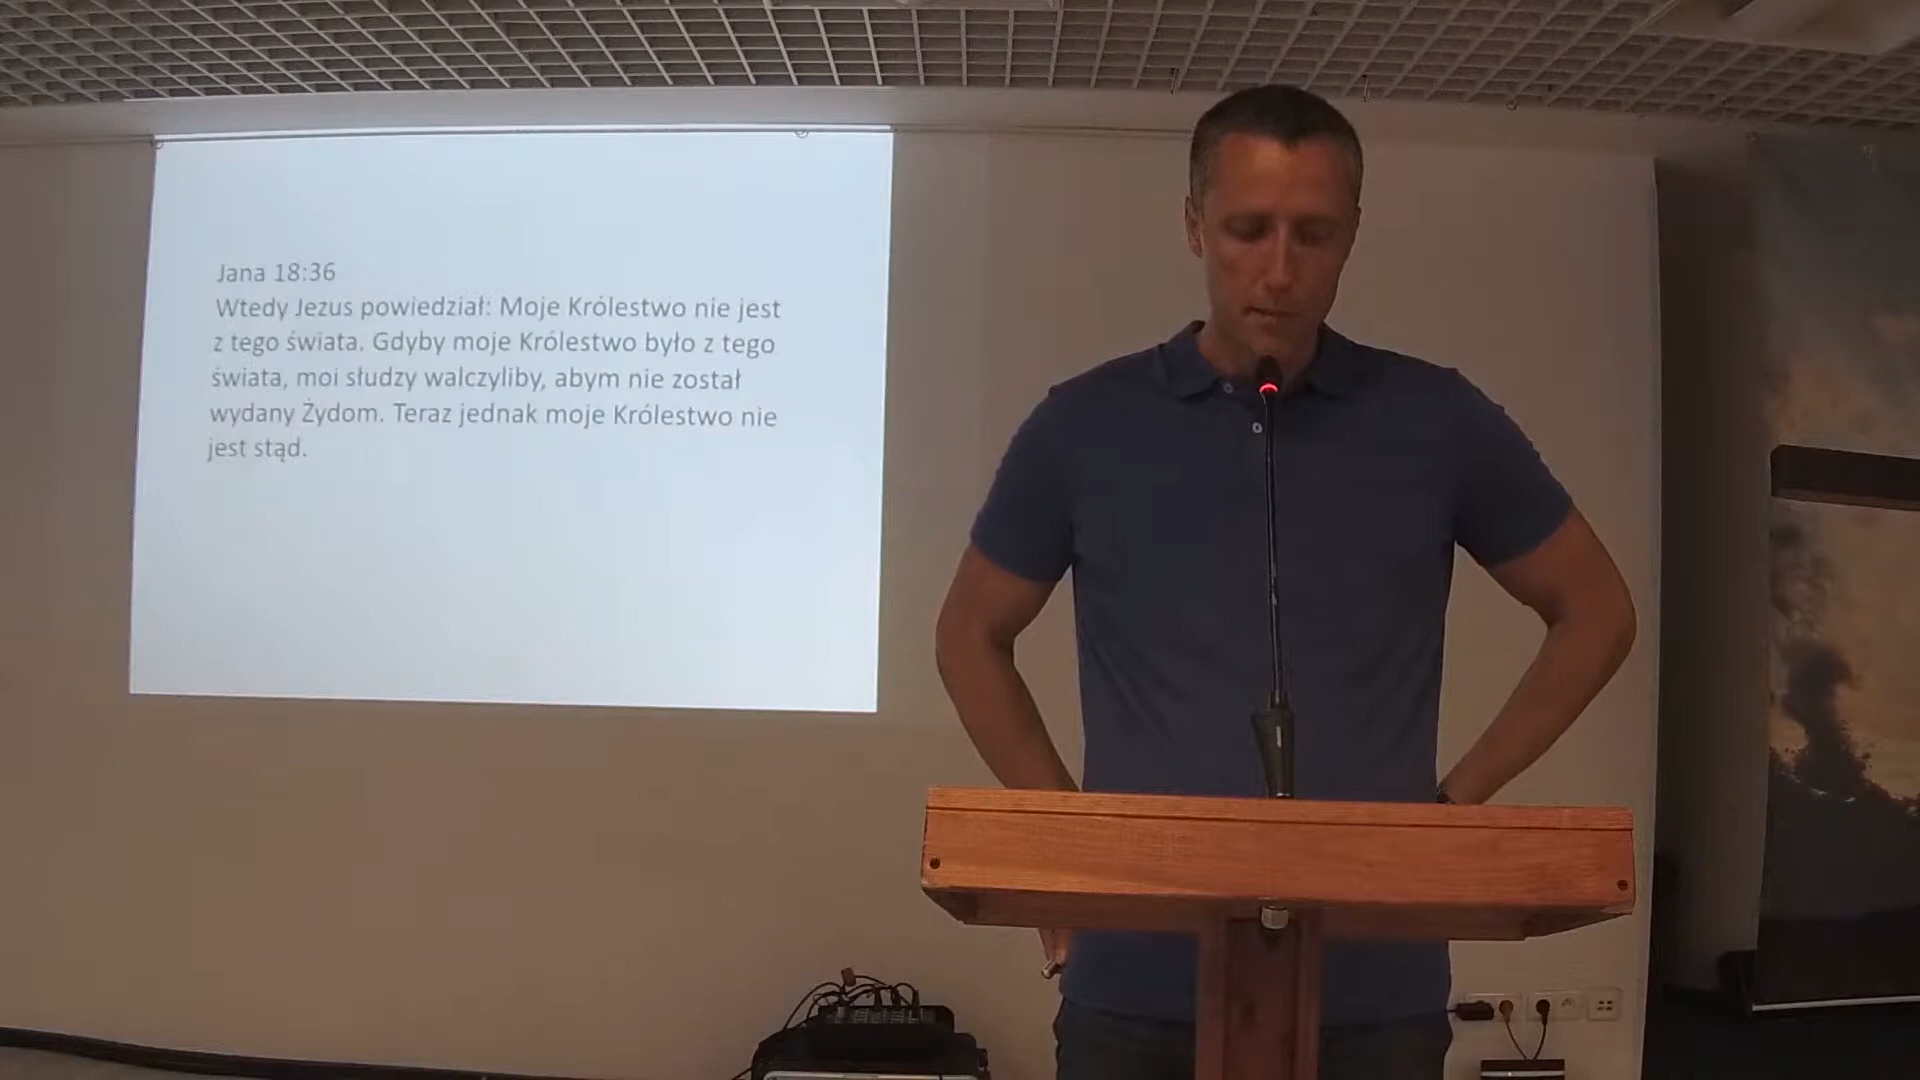 Jana 18:36
Wtedy Jezus powiedział: Moje Królestwo nie jest
z tego świata. Gdyby moje Królestwo było z tego
świata, moi słudzy walczyliby, abym nie został
wydany Żydom. Teraz jednak moje Królestwo nie
jest stąd.